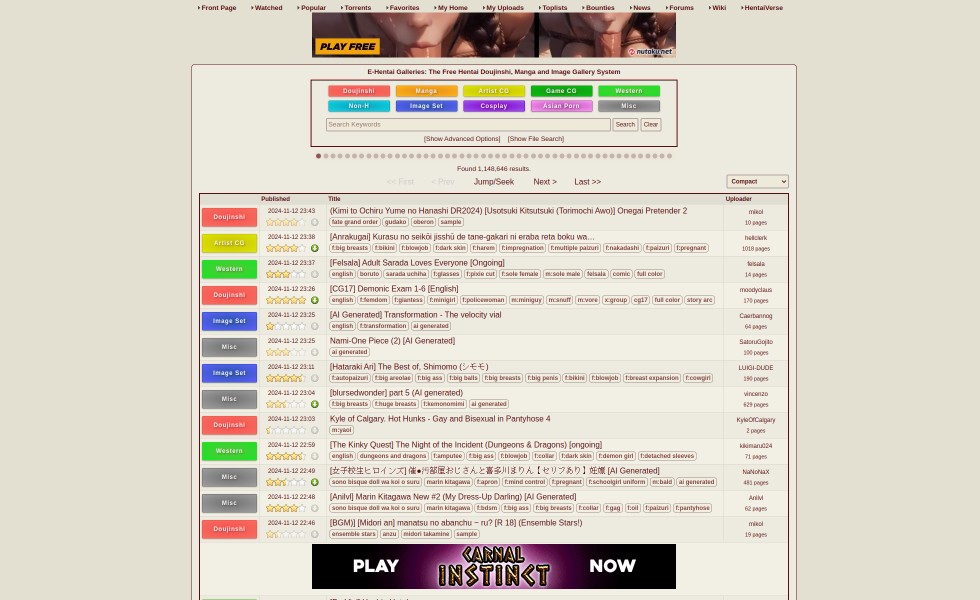 Front Page Watched Popular Torrents Favorites My Home My Uploads Toplists Bounties News Forums Wiki HentaiVerse
PLAY FREE
nutaku.net
E-Hentai Galleries: The Free Hentai Doujinshi, Manga and Image Gallery System
Doujinshi Manga Artist CG Game CG Western
Non-H Image Set Cosplay Asian Porn Misc
Search Keywords Search Clear
[Show Advanced Options] [Show File Search]
Found 1,148,646 results.
<< First < Prev Jump/Seek Next > Last >> Compact
Published Title Uploader
Doujinshi 2024-11-12 23:43 (Kimi to Ochiru Yume no Hanashi DR2024) [Usotsuki Kitsutsuki (Torimochi Awo)] Onegai Pretender 2 mikol
fate grand order gudako oberon sample 10 pages
Artist CG 2024-11-12 23:38 [Anrakugai] Kurasu no seikōi jisshū de tane-gakari ni eraba reta boku wa... hellclerk
f:big breasts f:bikini f:blowjob f:dark skin f:harem f:impregnation f:multiple paizuri f:nakadashi f:paizuri f:pregnant 1018 pages
Western 2024-11-12 23:37 [Felsala] Adult Sarada Loves Everyone [Ongoing] felsala
english boruto sarada uchiha f:glasses f:pixie cut f:sole female m:sole male felsala comic full color 14 pages
Doujinshi 2024-11-12 23:26 [CG17] Demonic Exam 1-6 [English] moodyclaus
english f:femdom f:giantess f:minigirl f:policewoman m:miniguy m:snuff m:vore x:group cg17 full color story arc 170 pages
Image Set 2024-11-12 23:25 [AI Generated] Transformation - The velocity vial Caerbannog
english f:transformation ai generated 64 pages
Misc 2024-11-12 23:25 Nami-One Piece (2) [AI Generated] SatoruGojito
ai generated 100 pages
Image Set 2024-11-12 23:11 [Hataraki Ari] The Best of, Shimomo (シモモ) LUIGI-DUDE
f:autopaizuri f:big areolae f:big ass f:big balls f:big breasts f:big penis f:bikini f:blowjob f:breast expansion f:cowgirl 190 pages
Misc 2024-11-12 23:04 [blursedwonder] part 5 (AI generated) vincenzo
f:big breasts f:huge breasts f:kemonomimi ai generated 629 pages
Doujinshi 2024-11-12 23:03 Kyle of Calgary. Hot Hunks - Gay and Bisexual in Pantyhose 4 KyleOfCalgary
m:yaoi 2 pages
Western 2024-11-12 22:59 [The Kinky Quest] The Night of the Incident (Dungeons & Dragons) [ongoing] kikimaru024
english dungeons and dragons f:amputee f:big ass f:blowjob f:collar f:dark skin f:demon girl f:detached sleeves 71 pages
Misc 2024-11-12 22:49 [女子校生ヒロインズ] 催●汚部屋おじさんと喜多川まりん【セリフあり】妊娠 [AI Generated] NaNoNaX
sono bisque doll wa koi o suru marin kitagawa f:apron f:mind control f:pregnant f:schoolgirl uniform m:bald ai generated 481 pages
Misc 2024-11-12 22:48 [Anilvl] Marin Kitagawa New #2 (My Dress-Up Darling) [AI Generated] Anilvl
sono bisque doll wa koi o suru marin kitagawa f:bdsm f:big ass f:big breasts f:collar f:gag f:oil f:paizuri f:pantyhose 62 pages
Doujinshi 2024-11-12 22:46 [BGM)] [Midori an] manatsu no abanchu ~ ru? [R 18] (Ensemble Stars!) mikol
ensemble stars anzu midori takamine sample 19 pages
PLAY CARNAL INSTINCT NOW